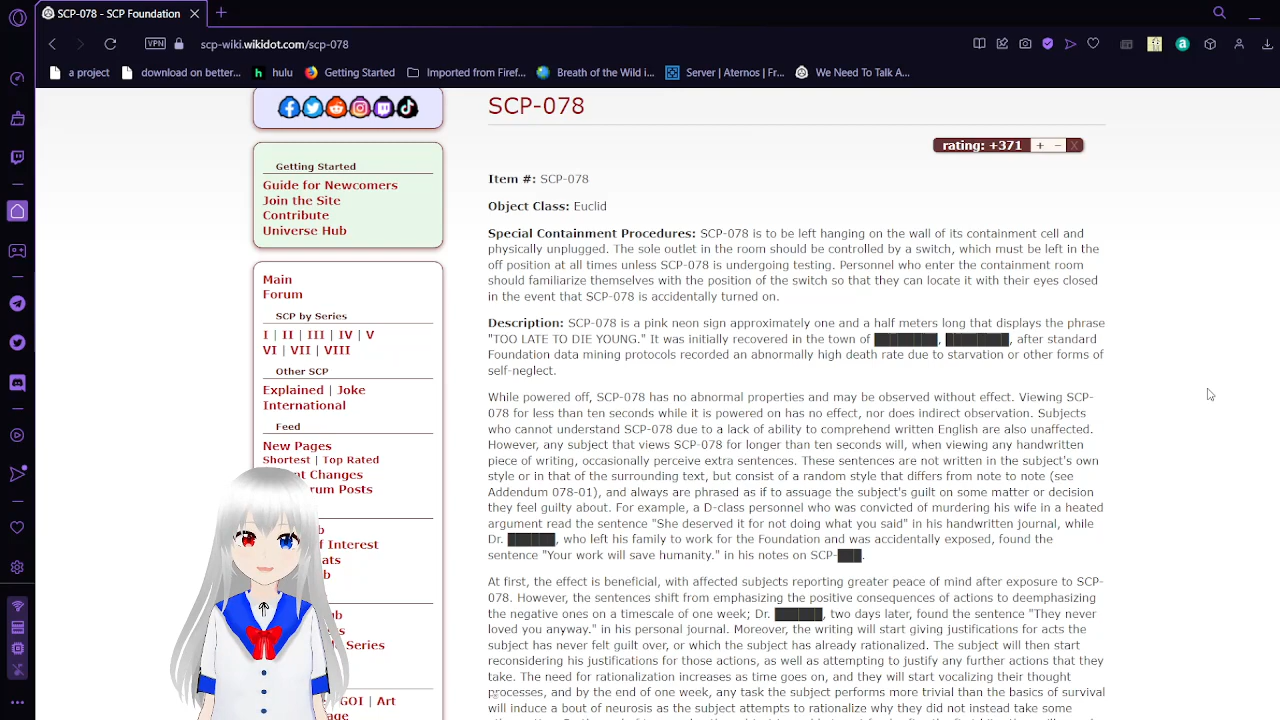 SCP-078 - SCP Foundation
VPN
scp-wiki.wikidot.com/scp-078
a project
download on better...
hulu
Getting Started
Imported from Firef...
Breath of the Wild i...
Server | Aternos | Fr...
We Need To Talk A...
Getting Started
Guide for Newcomers
Join the Site
Contribute
Universe Hub
Main
Forum
SCP by Series
I | II | III | IV | V
VI | VII | VIII
Other SCP
Explained | Joke
International
Feed
New Pages
Shortest | Top Rated
t Changes
rum Posts
b
f Interest
ats
b
b
s
Series
GOI | Art
age
SCP-078
rating: +371 + – X
Item #: SCP-078
Object Class: Euclid
Special Containment Procedures: SCP-078 is to be left hanging on the wall of its containment cell and
physically unplugged. The sole outlet in the room should be controlled by a switch, which must be left in the
off position at all times unless SCP-078 is undergoing testing. Personnel who enter the containment room
should familiarize themselves with the position of the switch so that they can locate it with their eyes closed
in the event that SCP-078 is accidentally turned on.
Description: SCP-078 is a pink neon sign approximately one and a half meters long that displays the phrase
"TOO LATE TO DIE YOUNG." It was initially recovered in the town of ████████, ████████, after standard
Foundation data mining protocols recorded an abnormally high death rate due to starvation or other forms of
self-neglect.
While powered off, SCP-078 has no abnormal properties and may be observed without effect. Viewing SCP-
078 for less than ten seconds while it is powered on has no effect, nor does indirect observation. Subjects
who cannot understand SCP-078 due to a lack of ability to comprehend written English are also unaffected.
However, any subject that views SCP-078 for longer than ten seconds will, when viewing any handwritten
piece of writing, occasionally perceive extra sentences. These sentences are not written in the subject's own
style or in that of the surrounding text, but consist of a random style that differs from note to note (see
Addendum 078-01), and always are phrased as if to assuage the subject's guilt on some matter or decision
they feel guilty about. For example, a D-class personnel who was convicted of murdering his wife in a heated
argument read the sentence "She deserved it for not doing what you said" in his handwritten journal, while
Dr. ██████, who left his family to work for the Foundation and was accidentally exposed, found the
sentence "Your work will save humanity." in his notes on SCP-███.
At first, the effect is beneficial, with affected subjects reporting greater peace of mind after exposure to SCP-
078. However, the sentences shift from emphasizing the positive consequences of actions to deemphasizing
the negative ones on a timescale of one week; Dr. ██████, two days later, found the sentence "They never
loved you anyway." in his personal journal. Moreover, the writing will start giving justifications for acts the
subject has never felt guilt over, or which the subject has already rationalized. The subject will then start
reconsidering his justifications for those actions, as well as attempting to justify any further actions that they
take. The need for rationalization increases as time goes on, and they will start vocalizing their thought
processes, and by the end of one week, any task the subject performs more trivial than the basics of survival
will induce a bout of neurosis as the subject attempts to rationalize why they did not instead take some